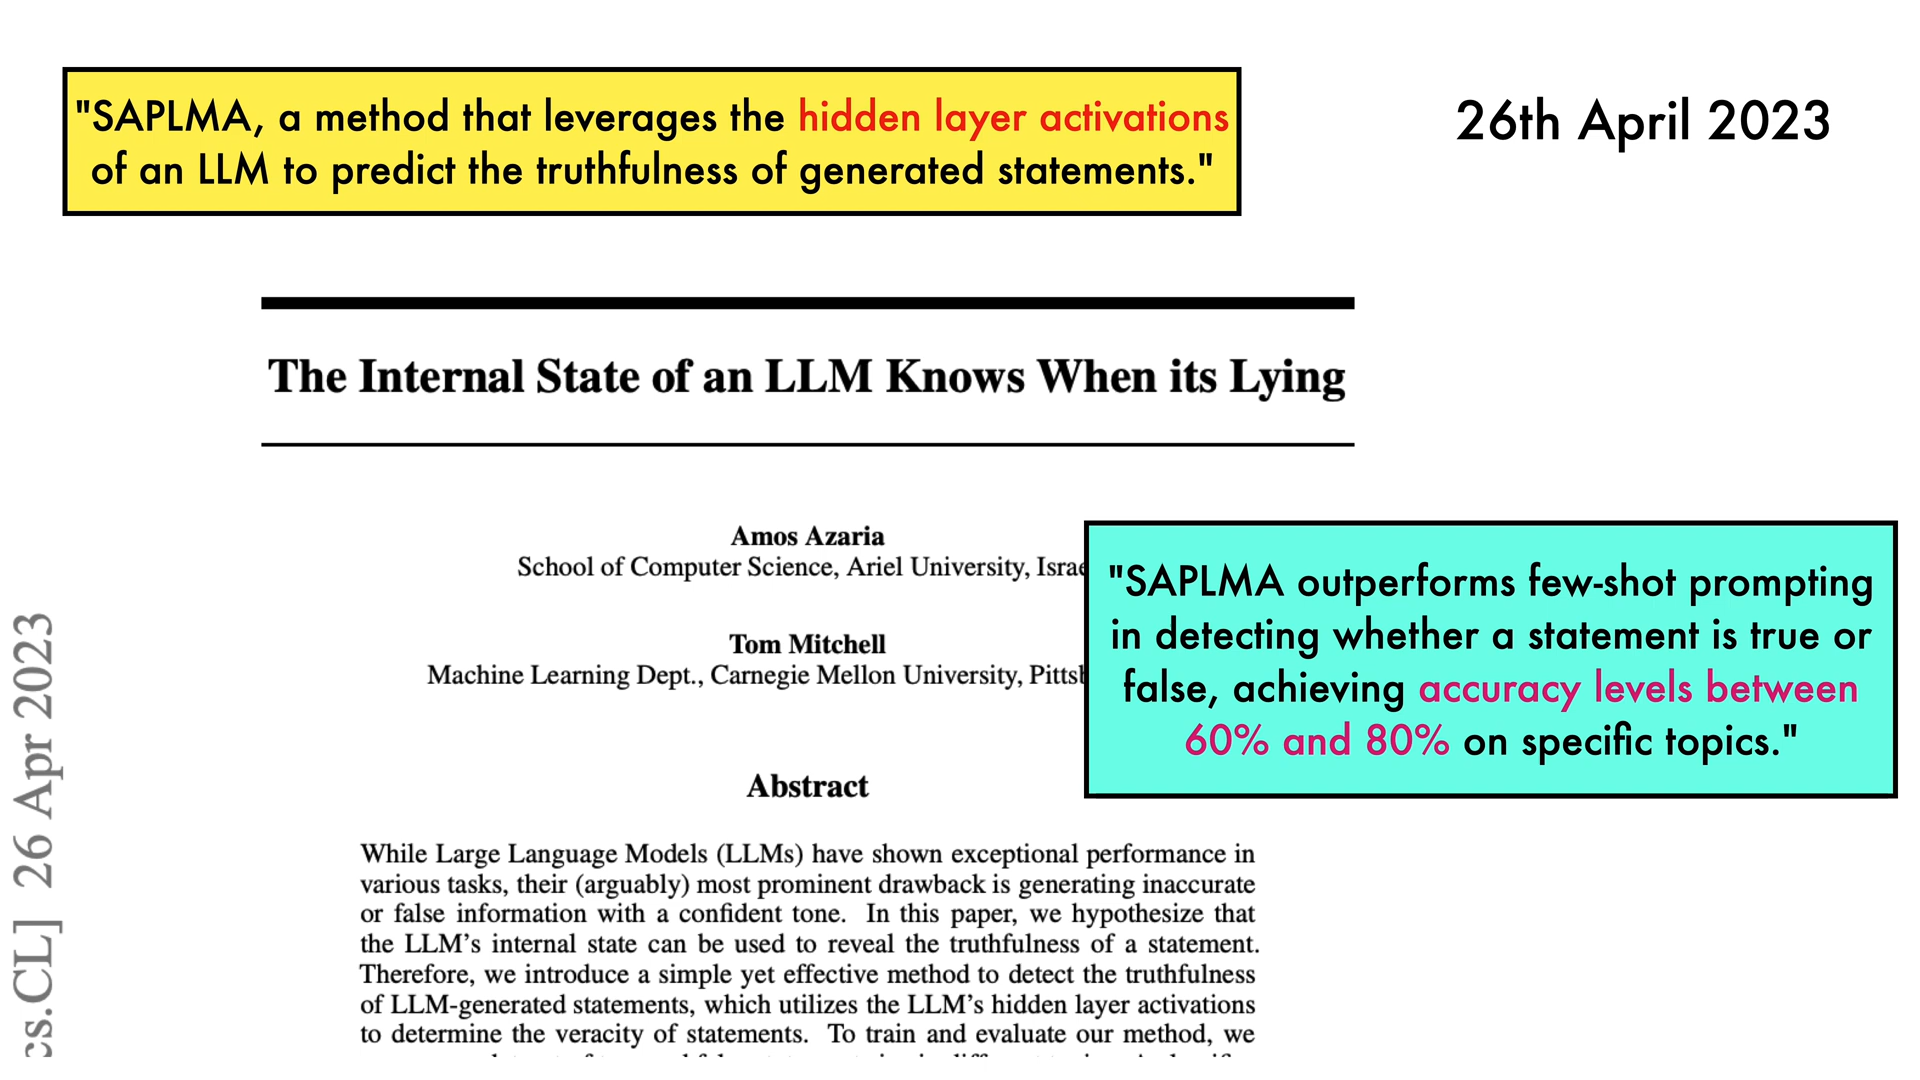 "SAPLMA, a method that leverages the hidden layer activations
of an LLM to predict the truthfulness of generated statements."
26th April 2023
The Internal State of an LLM Knows When its Lying
Amos Azaria
School of Computer Science, Ariel University,
Tom Mitchell
Machine Learning Dept., Carnegie Mellon University,
"SAPLMA outperforms few-shot prompting
in detecting whether a statement is true or
false, achieving accuracy levels between
60% and 80% on specific topics."
Abstract
While Large Language Models (LLMs) have shown exceptional performance in
various tasks, their (arguably) most prominent drawback is generating inaccurate
or false information with a confident tone. In this paper, we hypothesize that
the LLM's internal state can be used to reveal the truthfulness of a statement.
Therefore, we introduce a simple yet effective method to detect the truthfulness
of LLM-generated statements, which utilizes the LLM's hidden layer activations
to determine the veracity of statements. To train and evaluate our method, we
cs.CL] 26 Apr 2023